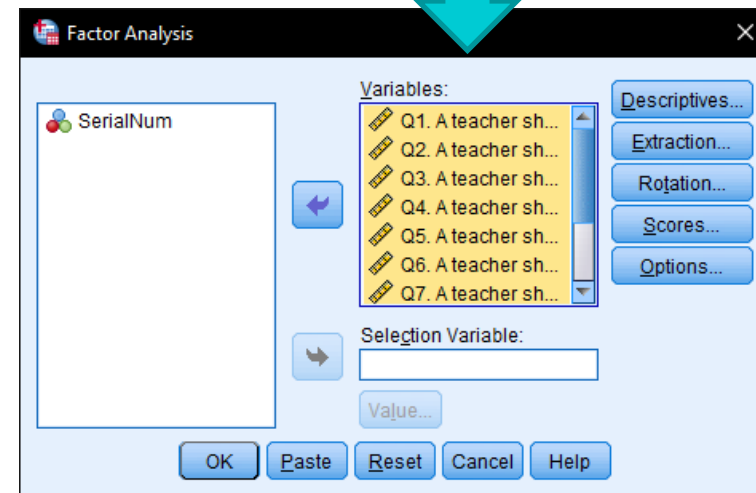 Factor Analysis
SerialNum
Variables:
Q1. A teacher sh...
Q2. A teacher sh...
Q3. A teacher sh...
Q4. A teacher sh...
Q5. A teacher sh...
Q6. A teacher sh...
Q7. A teacher sh...
Selection Variable:
Value...
Descriptives...
Extraction...
Rotation...
Scores...
Options...
OK Paste Reset Cancel Help